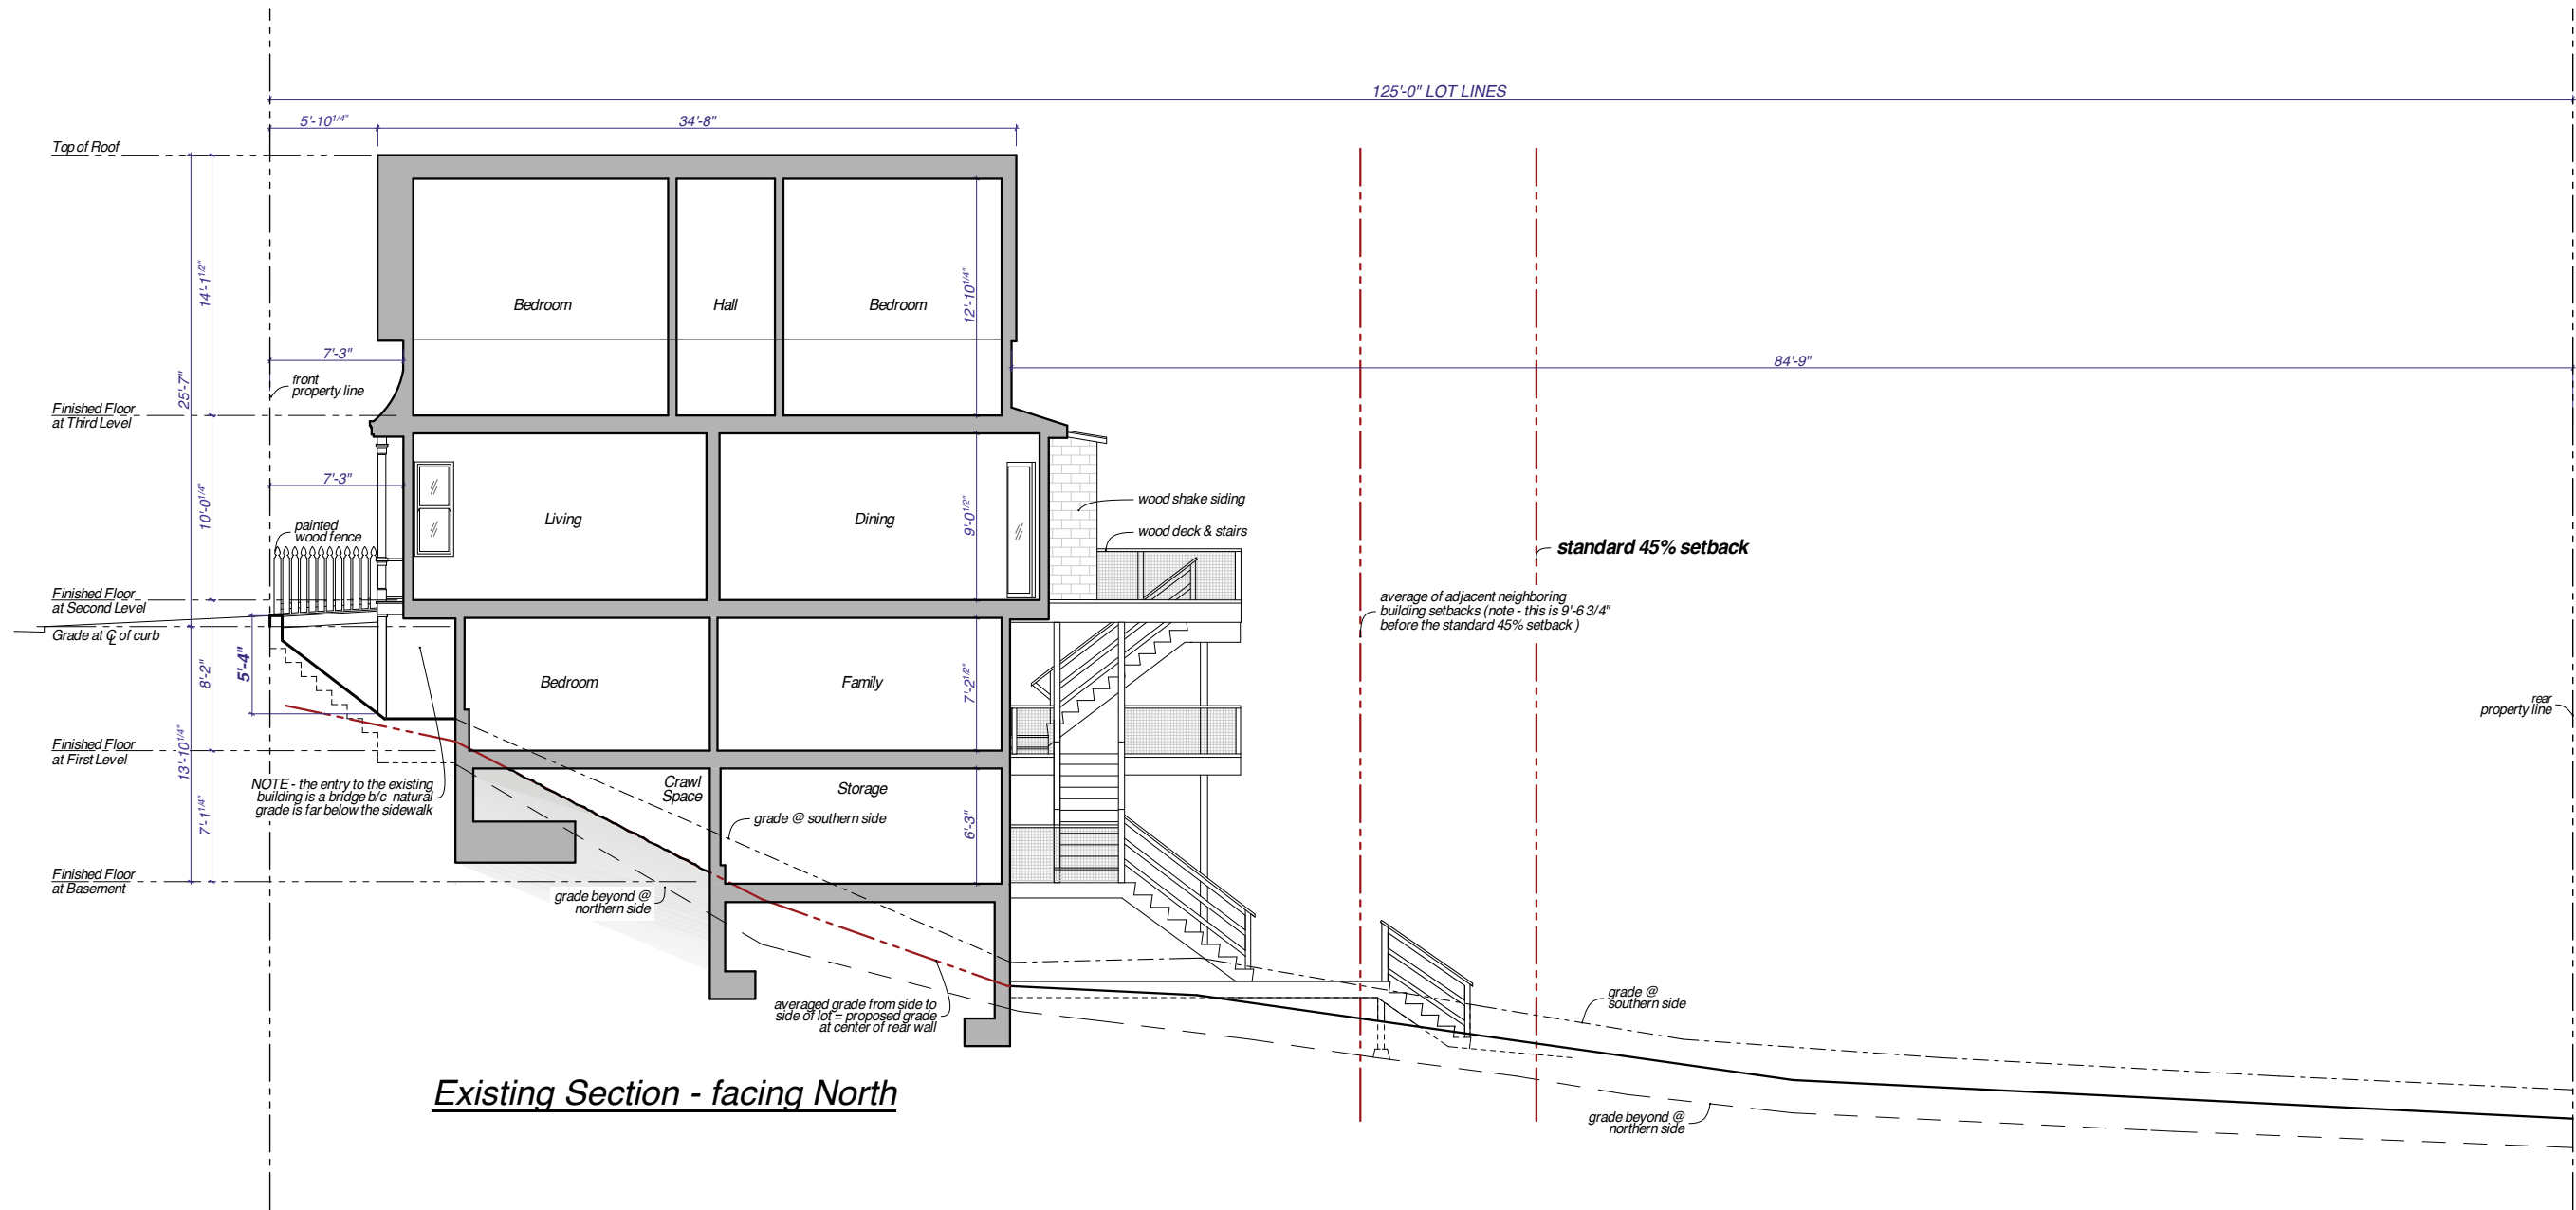 125'-0" LOT LINES
5'-10 1/4"
34'-8"
Top of Roof
14'-1 1/2"
12'-10 1/4"
Bedroom
Hall
Bedroom
7'-3"
84'-9"
25'-7"
front
property line
Finished Floor
at Third Level
7'-3"
10'-0 1/4"
9'-0 1/2"
Living
Dining
wood shake siding
painted
wood fence
wood deck & stairs
standard 45% setback
Finished Floor
at Second Level
average of adjacent neighboring
building setbacks (note - this is 9'-6 3/4"
before the standard 45% setback )
Grade at ℄ of curb
5'-4"
8'-2"
7'-2 1/2"
Bedroom
Family
rear
property line
Finished Floor
at First Level
13'-10 1/4"
NOTE - the entry to the existing
building is a bridge b/c natural
grade is far below the sidewalk
Crawl
Space
Storage
7'-1 1/4"
6'-3"
grade @ southern side
Finished Floor
at Basement
grade beyond @
northern side
averaged grade from side to
side of lot = proposed grade
at center of rear wall
grade @
southern side
Existing Section - facing North
grade beyond @
northern side